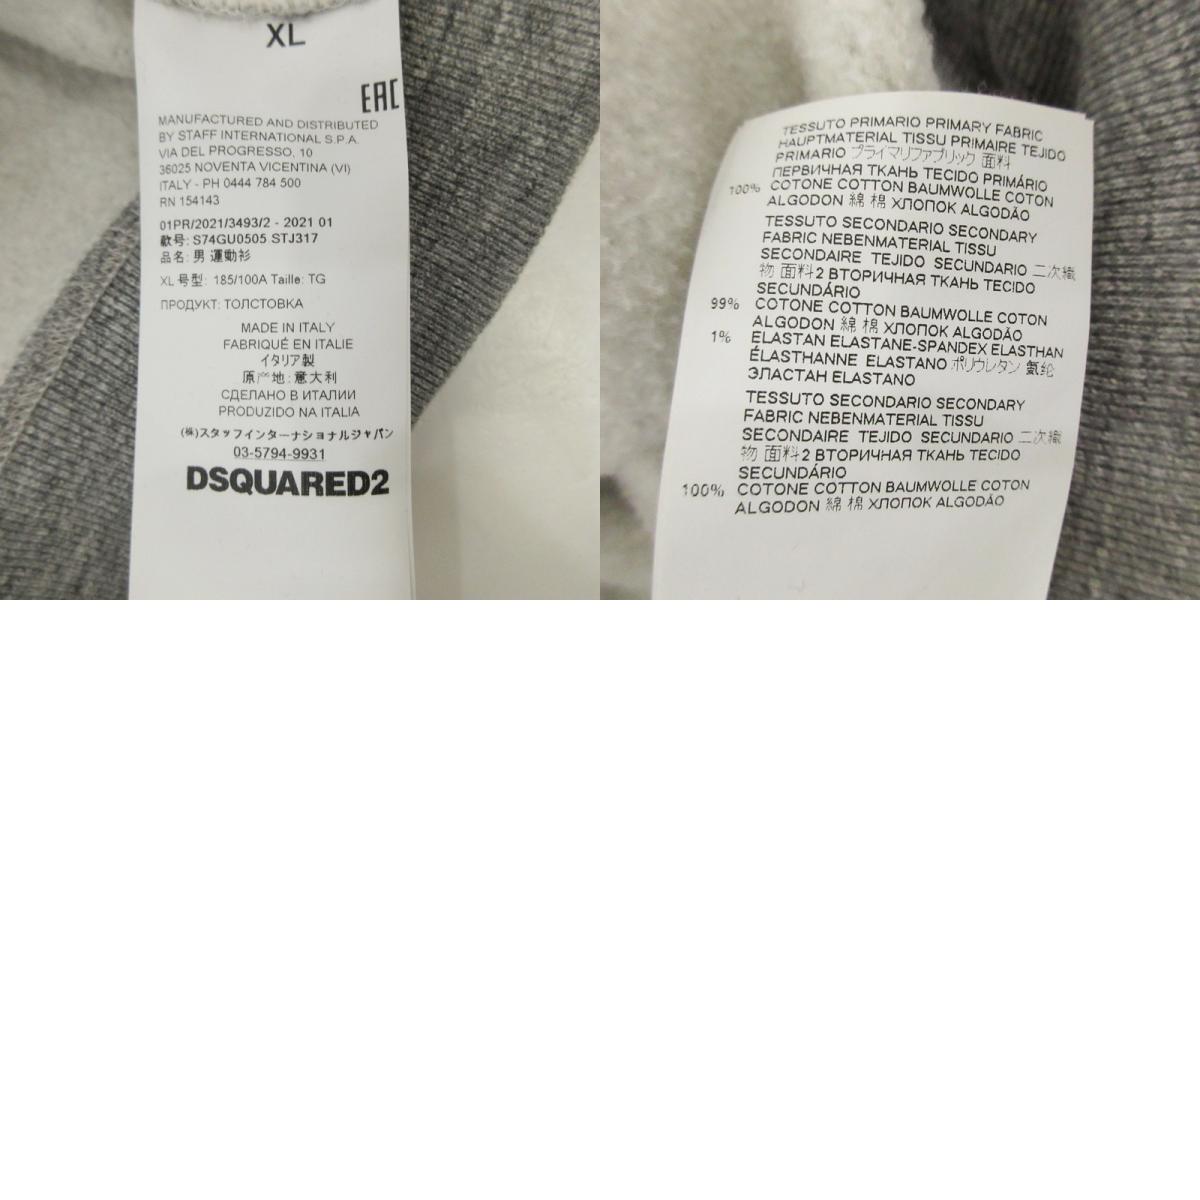 XL
EAC
MANUFACTURED AND DISTRIBUTED
BY STAFF INTERNATIONAL S.P.A.
VIA DEL PROGRESSO, 10
36025 NOVENTA VICENTINA (VI)
ITALY - PH 0444 784 500
RN 154143
01PR/2021/3493/2 - 2021 01
款号: S74GU0505 STJ317
品名: 男 運動衫
XL 号型: 185/100A Taille: TG
ПРОДУКТ: ТОЛСТОВКА
MADE IN ITALY
FABRIQUÉ EN ITALIE
イタリア製
原产地: 意大利
СДЕЛАНО В ИТАЛИИ
PRODUZIDO NA ITALIA
(株)スタッフインターナショナルジャパン
03-5794-9931
DSQUARED2
TESSUTO PRIMARIO PRIMARY FABRIC
HAUPTMATERIAL TISSU PRIMAIRE TEJIDO
PRIMARIO プライマリファブリック 面料
ПЕРВИЧНАЯ ТКАНЬ TECIDO PRIMÁRIO
100% COTONE COTTON BAUMWOLLE COTON
ALGODON 綿 棉 ХЛОПОК ALGODÃO
TESSUTO SECONDARIO SECONDARY
FABRIC NEBENMATERIAL TISSU
SECONDAIRE TEJIDO SECUNDARIO 二次織
物 面料2 ВТОРИЧНАЯ ТКАНЬ TECIDO
SECUNDÁRIO
99% COTONE COTTON BAUMWOLLE COTON
ALGODON 綿 棉 ХЛОПОК ALGODÃO
1% ELASTAN ELASTANE-SPANDEX ELASTHAN
ÉLASTHANNE ELASTANO ポリウレタン 氨纶
ЭЛАСТАН ELASTANO
TESSUTO SECONDARIO SECONDARY
FABRIC NEBENMATERIAL TISSU
SECONDAIRE TEJIDO SECUNDARIO 二次織
物 面料2 ВТОРИЧНАЯ ТКАНЬ TECIDO
SECUNDÁRIO
100% COTONE COTTON BAUMWOLLE COTON
ALGODON 綿 棉 ХЛОПОК ALGODÃO